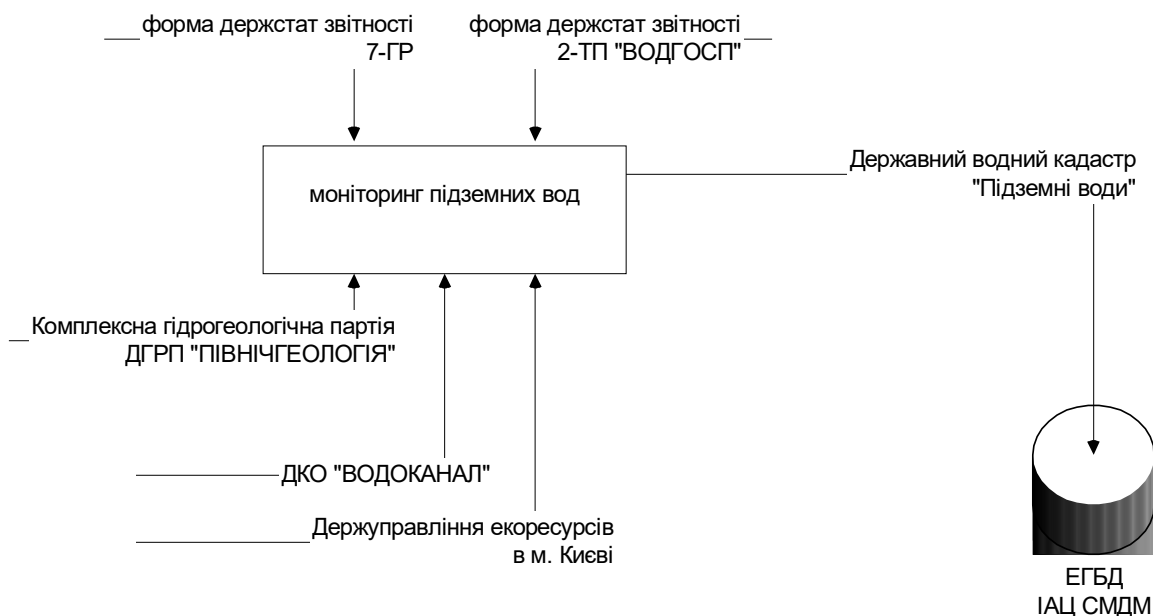 форма держстат звітності
7-ГР
форма держстат звітності
2-ТП "ВОДГОСП"
моніторинг підземних вод
Державний водний кадастр
"Підземні води"
Комплексна гідрогеологічна партія
ДГРП "ПІВНІЧГЕОЛОГІЯ"
ДКО "ВОДОКАНАЛ"
Держуправління екоресурсів
в м. Києві
ЕГБД
ІАЦ СМДМ